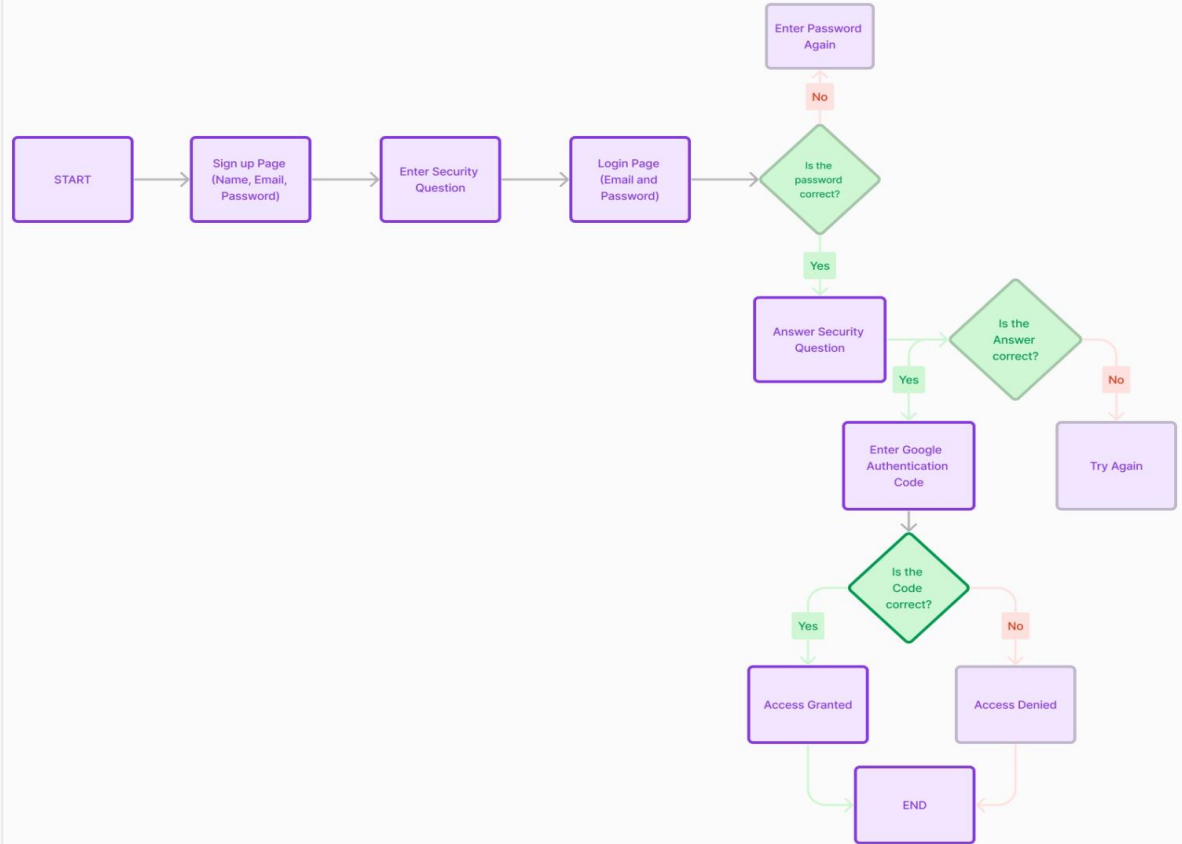 Enter Password
Again
No
START
Sign up Page
(Name, Email,
Password)
Enter Security
Question
Login Page
(Email and
Password)
Is the
password
correct?
Yes
Answer Security
Question
Is the
Answer
correct?
Yes
No
Enter Google
Authentication
Code
Try Again
Is the
Code
correct?
Yes
No
Access Granted
Access Denied
END